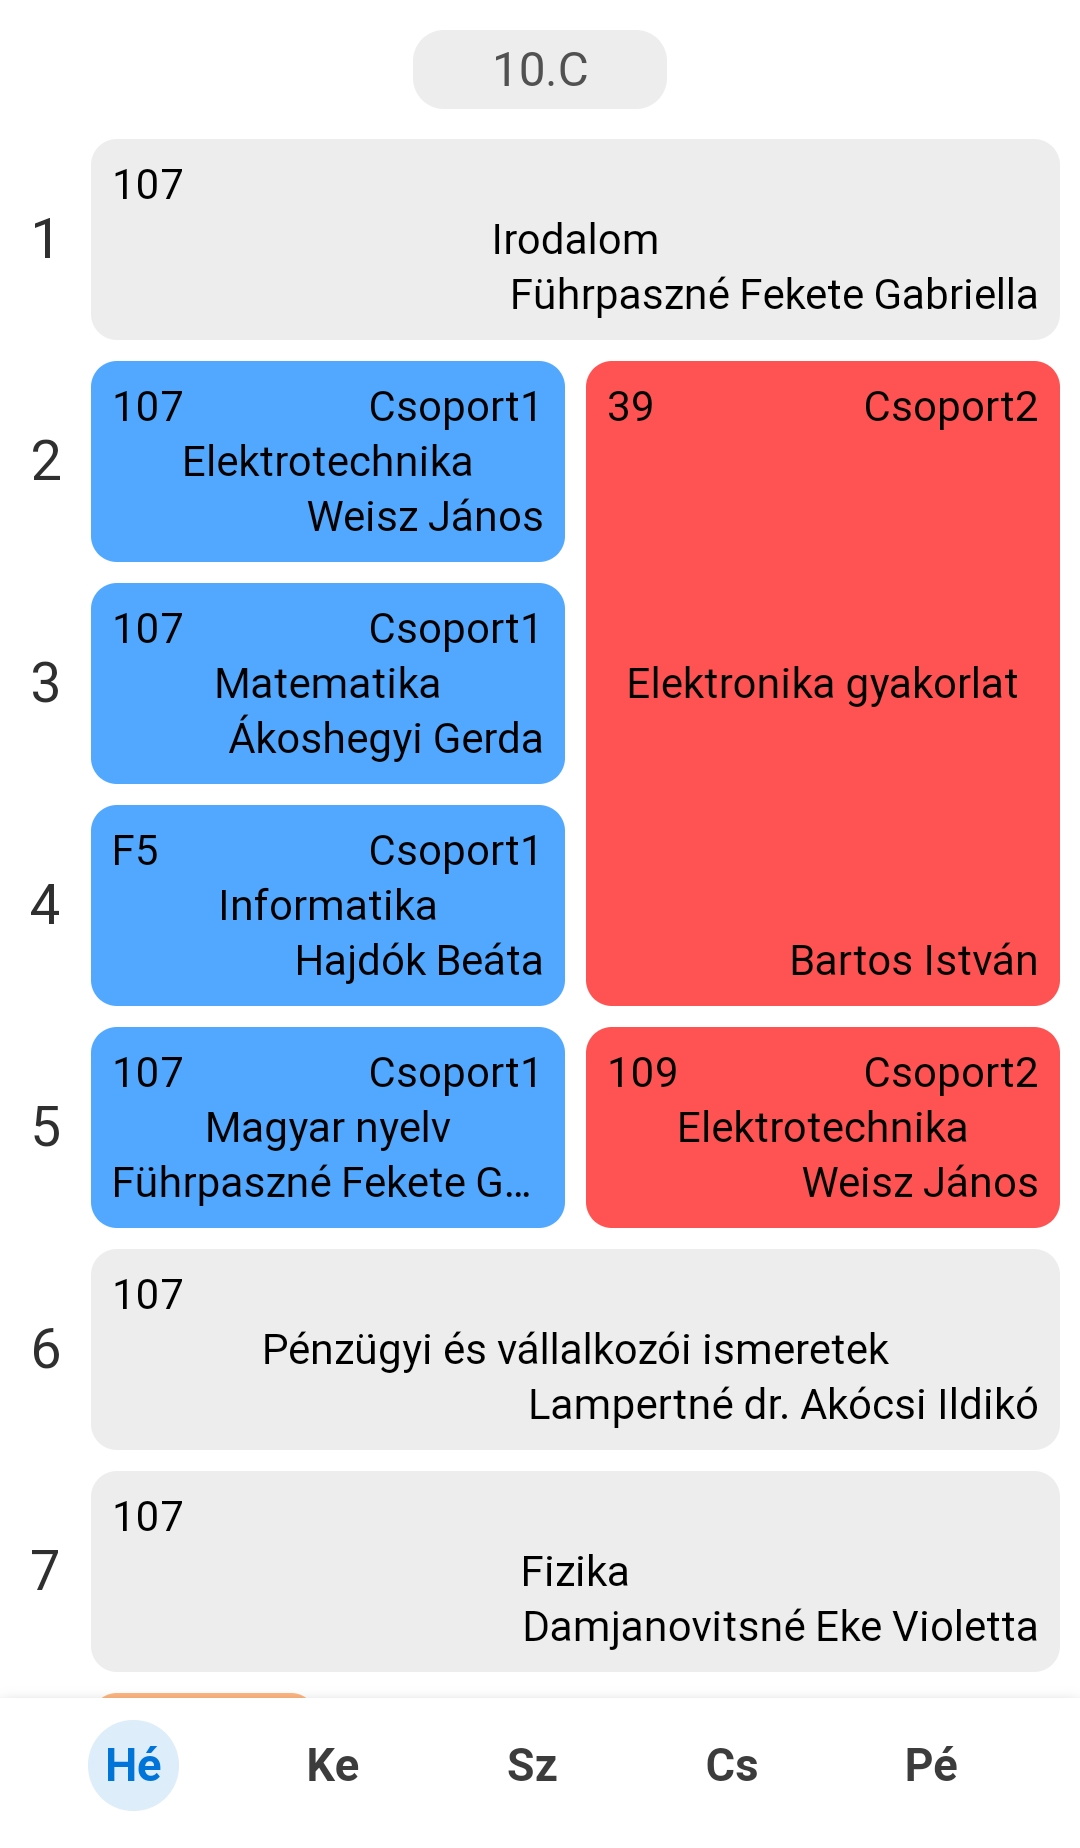 10.C
1
107
Irodalom
Führpaszné Fekete Gabriella
2
107 Csoport1
Elektrotechnika
Weisz János
39 Csoport2
Elektronika gyakorlat
Bartos István
3
107 Csoport1
Matematika
Ákoshegyi Gerda
4
F5 Csoport1
Informatika
Hajdók Beáta
5
107 Csoport1
Magyar nyelv
Führpaszné Fekete G...
109 Csoport2
Elektrotechnika
Weisz János
6
107
Pénzügyi és vállalkozói ismeretek
Lampertné dr. Akócsi Ildikó
7
107
Fizika
Damjanovitsné Eke Violetta
Hé Ke Sz Cs Pé